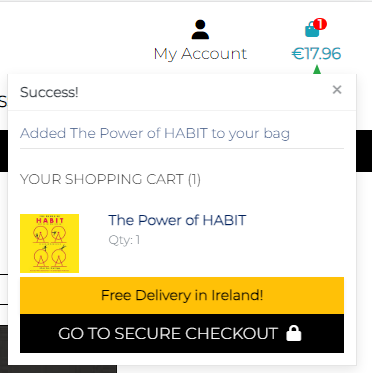 1
My Account
€17.96
S
Success!
×
Added The Power of HABIT to your bag
YOUR SHOPPING CART (1)
HABIT
The Power of HABIT
Qty: 1
Free Delivery in Ireland!
GO TO SECURE CHECKOUT